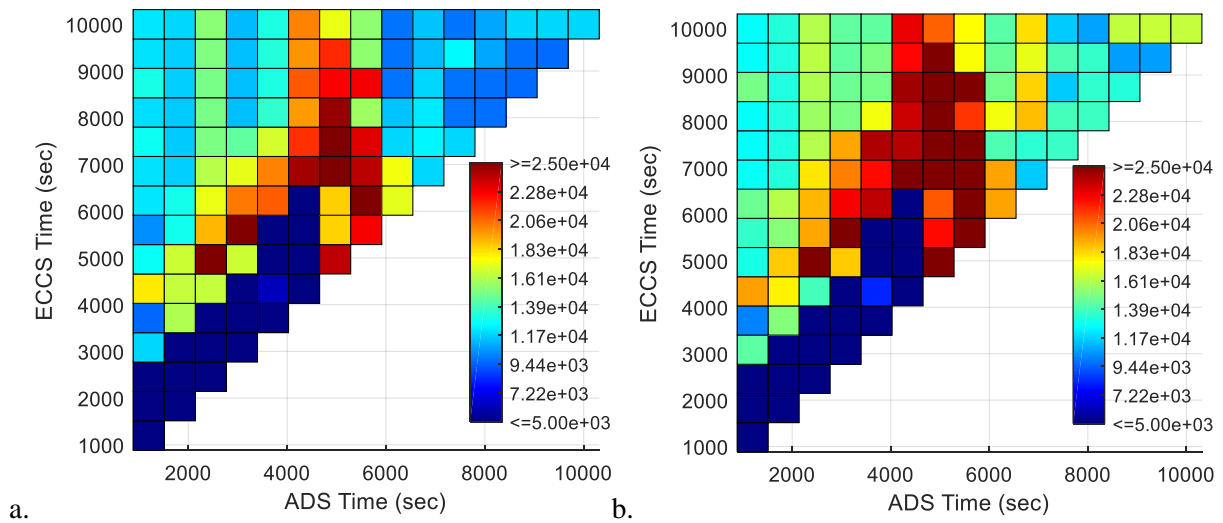 10000
9000
8000
7000
6000
5000
4000
3000
2000
1000
ECCS Time (sec)
2000 4000 6000 8000 10000
ADS Time (sec)
>=2.50e+04
2.28e+04
2.06e+04
1.83e+04
1.61e+04
1.39e+04
1.17e+04
9.44e+03
7.22e+03
<=5.00e+03
a.
10000
9000
8000
7000
6000
5000
4000
3000
2000
1000
ECCS Time (sec)
2000 4000 6000 8000 10000
ADS Time (sec)
>=2.50e+04
2.28e+04
2.06e+04
1.83e+04
1.61e+04
1.39e+04
1.17e+04
9.44e+03
7.22e+03
<=5.00e+03
b.